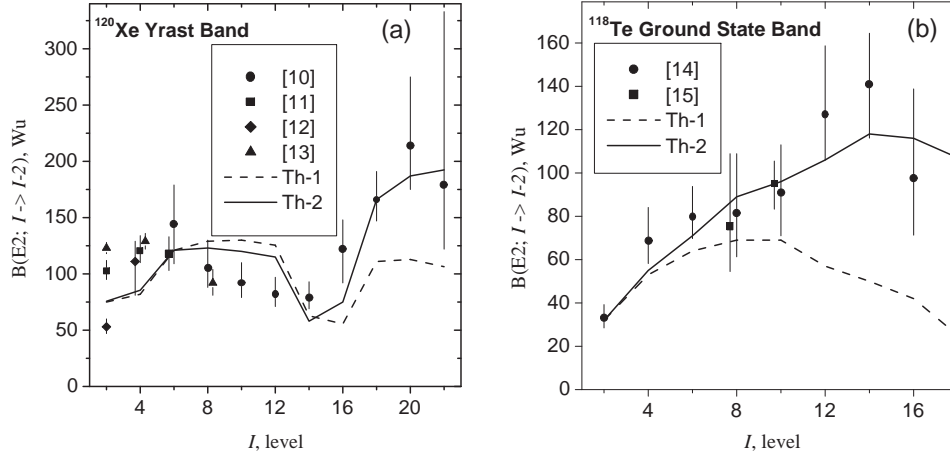 ¹²⁰Xe Yrast Band
(a)
[10]
[11]
[12]
[13]
Th-1
Th-2
B(E2; I -> I-2), Wu
300
250
200
150
100
50
0
4 8 12 16 20
I, level
¹¹⁸Te Ground State Band
(b)
[14]
[15]
Th-1
Th-2
B(E2; I -> I-2), Wu
160
140
120
100
80
60
40
20
0
4 8 12 16
I, level